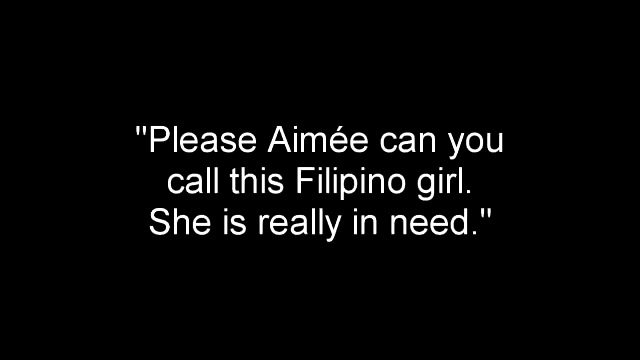 "Please Aimée can you
call this Filipino girl.
She is really in need."